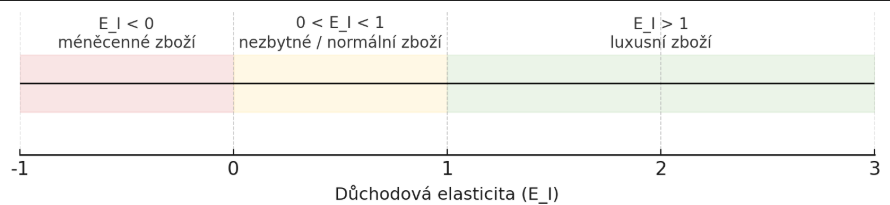 E_I < 0
méněcenné zboží
0 < E_I < 1
nezbytné / normální zboží
E_I > 1
luxusní zboží
-1 0 1 2 3
Důchodová elasticita (E_I)